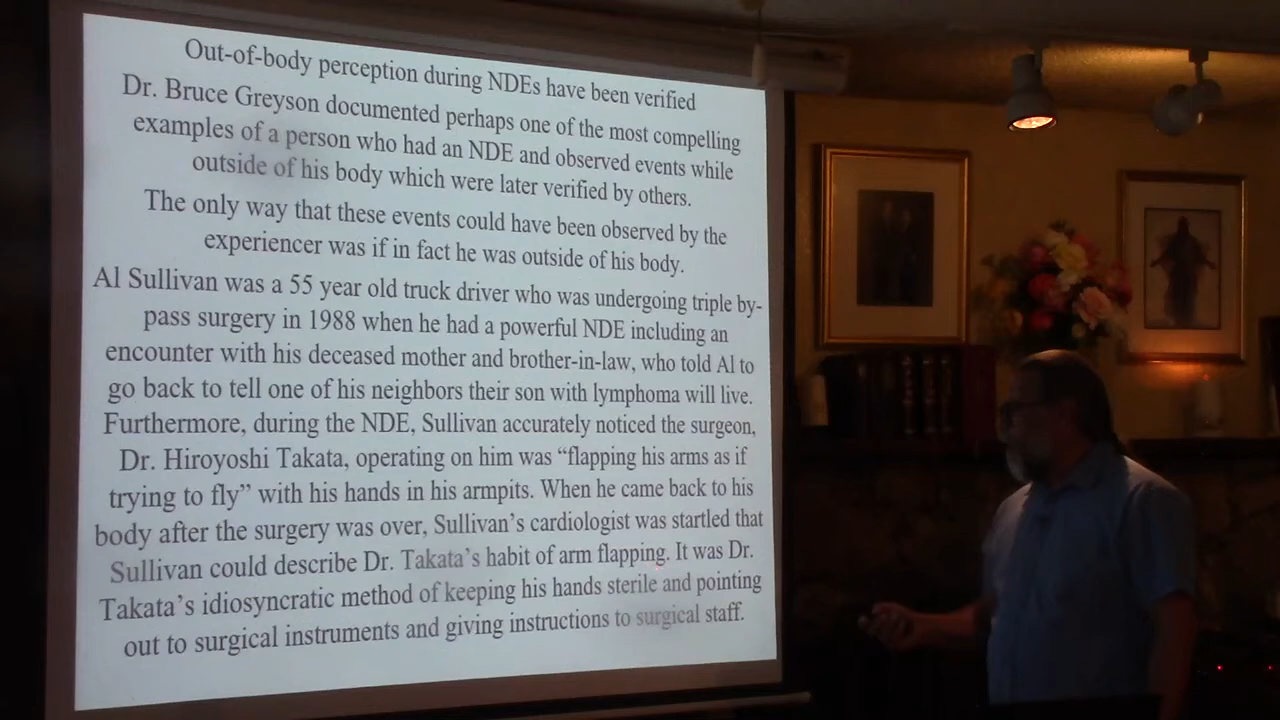 Out-of-body perception during NDEs have been verified
Dr. Bruce Greyson documented perhaps one of the most compelling
examples of a person who had an NDE and observed events while
outside of his body which were later verified by others.
The only way that these events could have been observed by the
experiencer was if in fact he was outside of his body.
Al Sullivan was a 55 year old truck driver who was undergoing triple by-
pass surgery in 1988 when he had a powerful NDE including an
encounter with his deceased mother and brother-in-law, who told Al to
go back to tell one of his neighbors their son with lymphoma will live.
Furthermore, during the NDE, Sullivan accurately noticed the surgeon,
Dr. Hiroyoshi Takata, operating on him was “flapping his arms as if
trying to fly” with his hands in his armpits. When he came back to his
body after the surgery was over, Sullivan’s cardiologist was startled that
Sullivan could describe Dr. Takata’s habit of arm flapping. It was Dr.
Takata’s idiosyncratic method of keeping his hands sterile and pointing
out to surgical instruments and giving instructions to surgical staff.